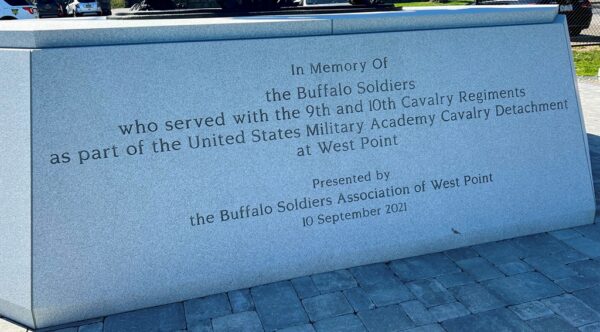 In Memory Of
the Buffalo Soldiers
who served with the 9th and 10th Cavalry Regiments
as part of the United States Military Academy Cavalry Detachment
at West Point
Presented by
the Buffalo Soldiers Association of West Point
10 September 2021